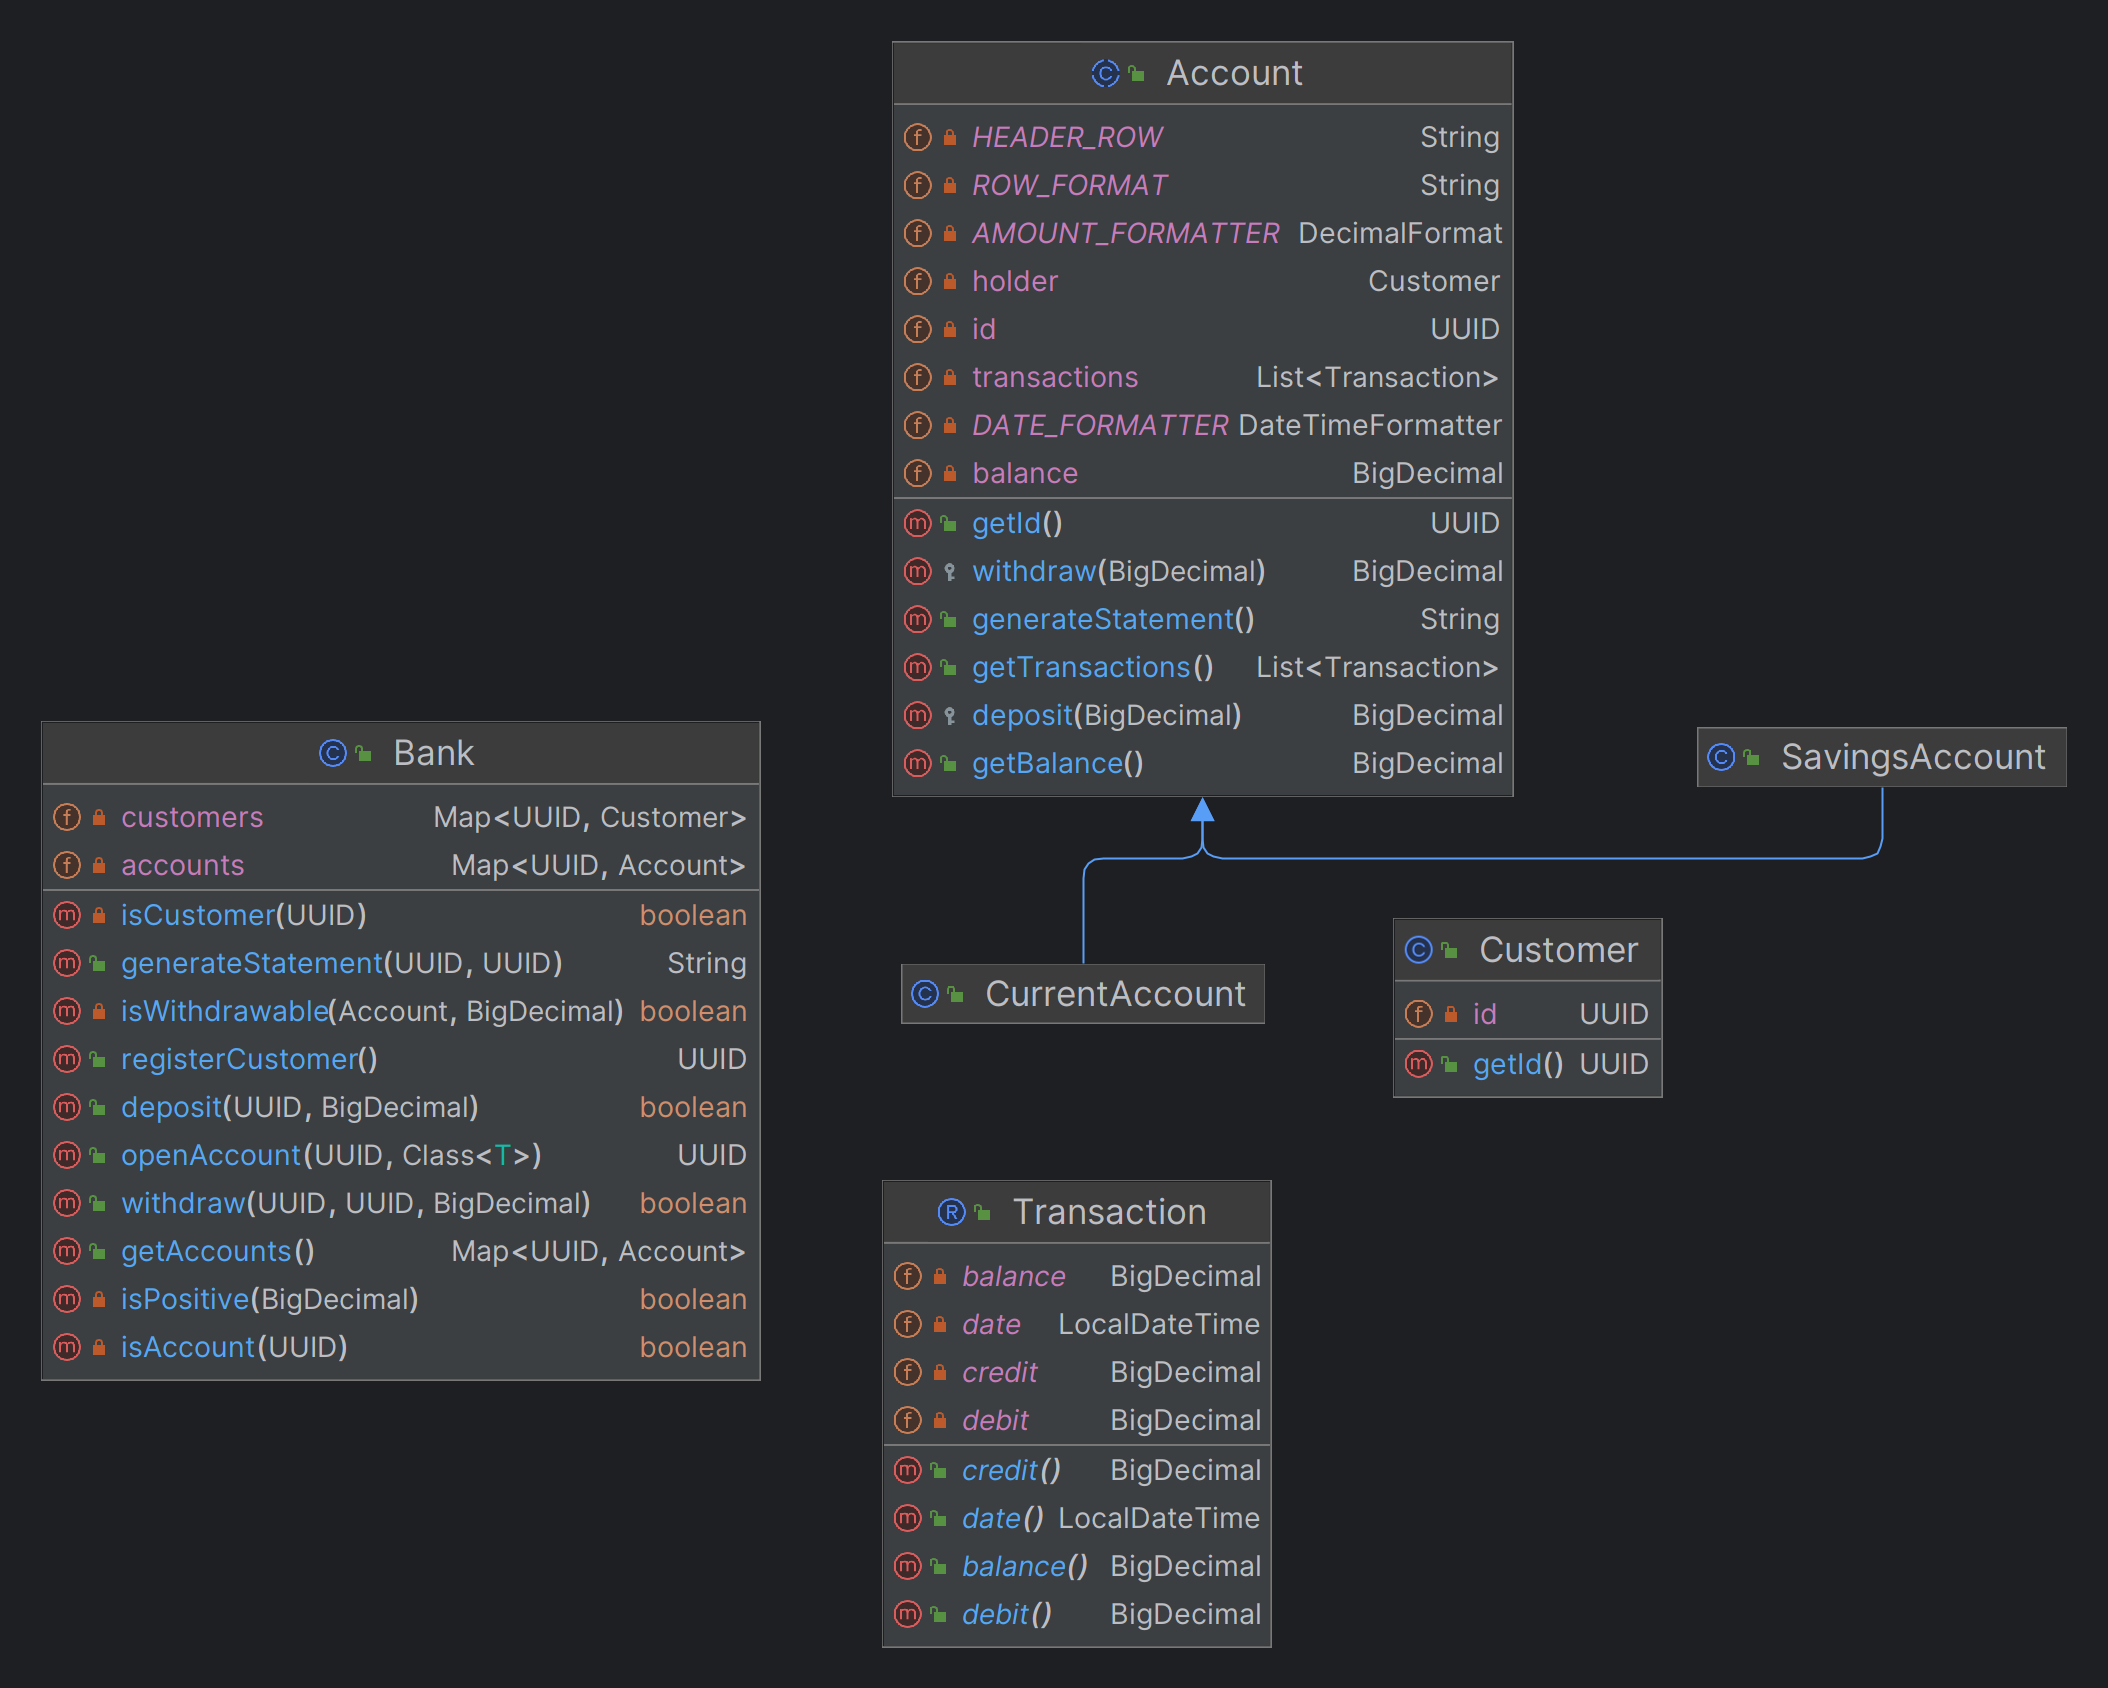 Account
HEADER_ROW String
ROW_FORMAT String
AMOUNT_FORMATTER DecimalFormat
holder Customer
id UUID
transactions List<Transaction>
DATE_FORMATTER DateTimeFormatter
balance BigDecimal
getId() UUID
withdraw(BigDecimal) BigDecimal
generateStatement() String
getTransactions() List<Transaction>
deposit(BigDecimal) BigDecimal
getBalance() BigDecimal
Bank
customers Map<UUID, Customer>
accounts Map<UUID, Account>
isCustomer(UUID) boolean
generateStatement(UUID, UUID) String
isWithdrawable(Account, BigDecimal) boolean
registerCustomer() UUID
deposit(UUID, BigDecimal) boolean
openAccount(UUID, Class<T>) UUID
withdraw(UUID, UUID, BigDecimal) boolean
getAccounts() Map<UUID, Account>
isPositive(BigDecimal) boolean
isAccount(UUID) boolean
SavingsAccount
CurrentAccount
Customer
id UUID
getId() UUID
Transaction
balance BigDecimal
date LocalDateTime
credit BigDecimal
debit BigDecimal
credit() BigDecimal
date() LocalDateTime
balance() BigDecimal
debit() BigDecimal